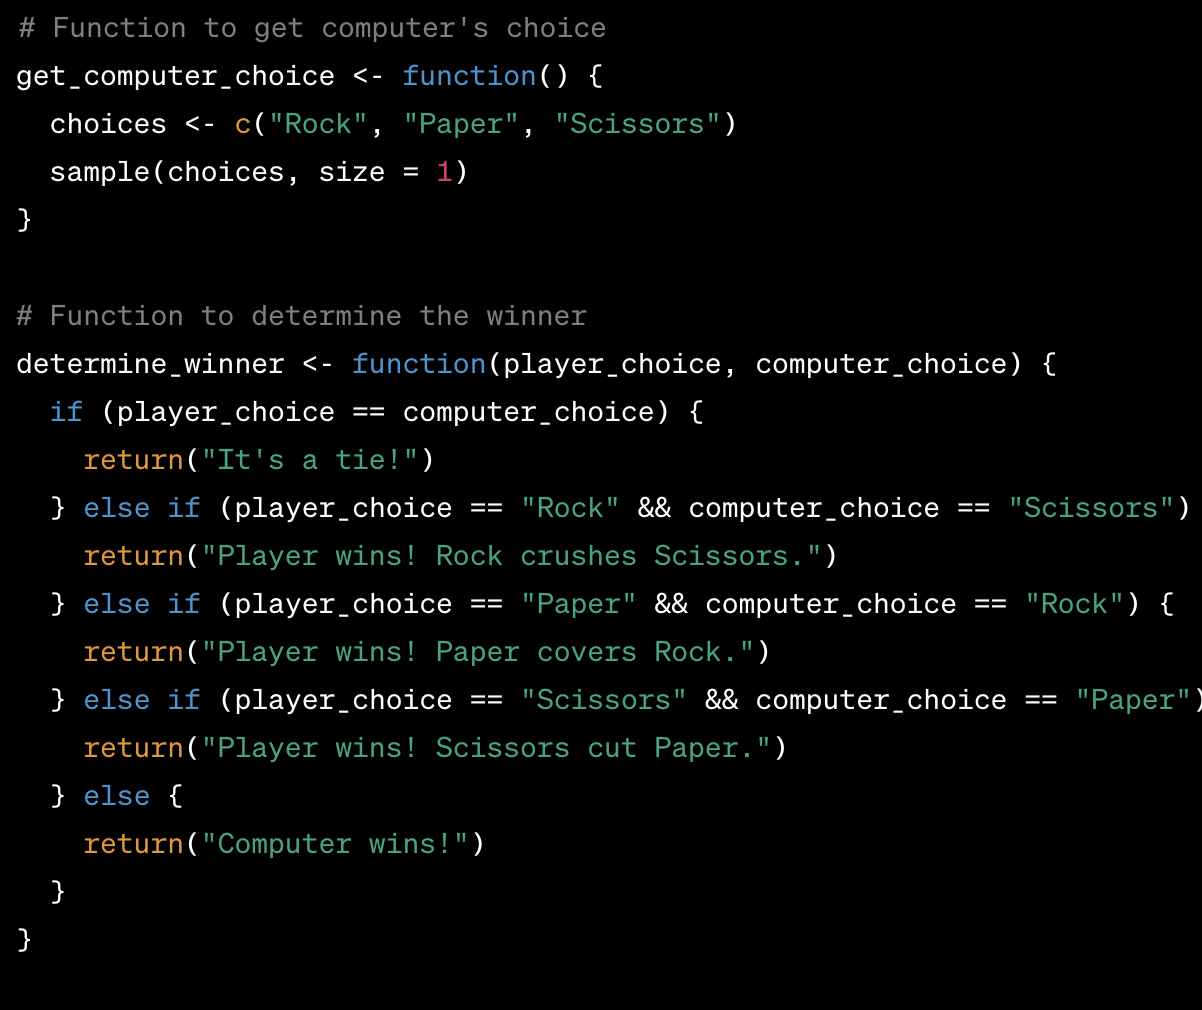 # Function to get computer's choice
get_computer_choice <- function() {
  choices <- c("Rock", "Paper", "Scissors")
  sample(choices, size = 1)
}

# Function to determine the winner
determine_winner <- function(player_choice, computer_choice) {
  if (player_choice == computer_choice) {
    return("It's a tie!")
  } else if (player_choice == "Rock" && computer_choice == "Scissors")
    return("Player wins! Rock crushes Scissors.")
  } else if (player_choice == "Paper" && computer_choice == "Rock") {
    return("Player wins! Paper covers Rock.")
  } else if (player_choice == "Scissors" && computer_choice == "Paper")
    return("Player wins! Scissors cut Paper.")
  } else {
    return("Computer wins!")
  }
}